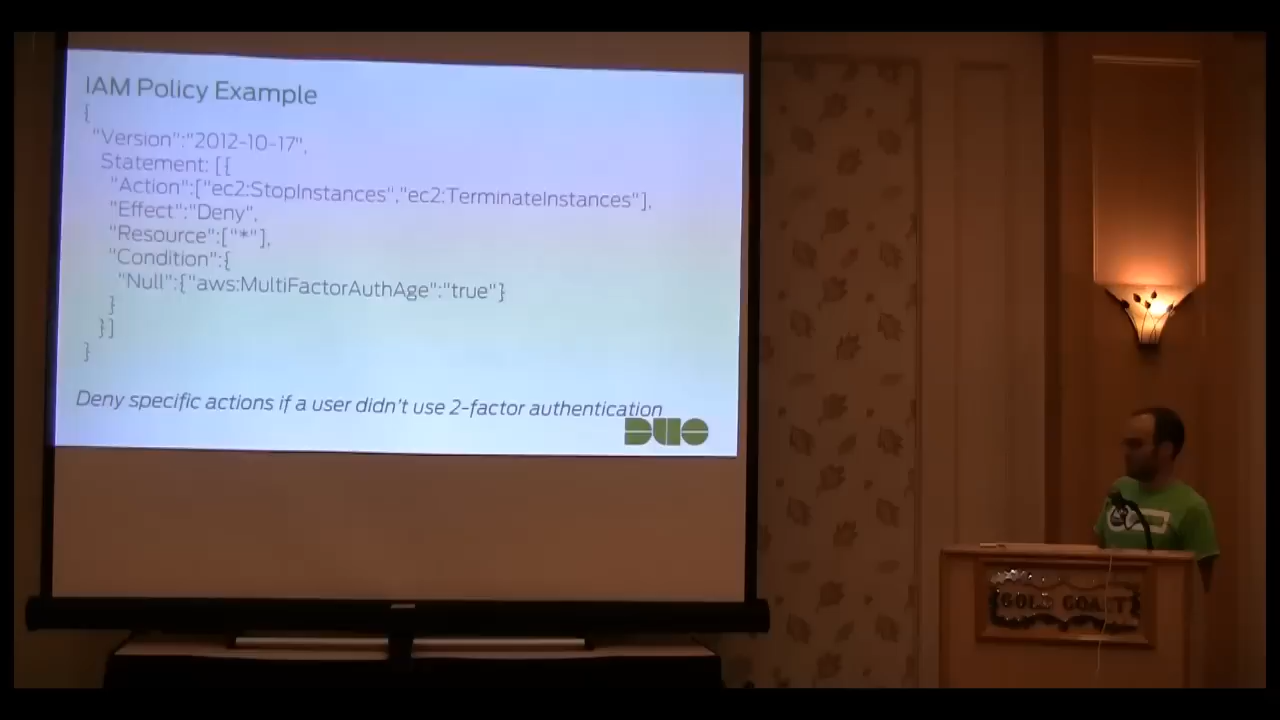 IAM Policy Example
{
"Version":"2012-10-17",
Statement: [{
"Action":["ec2:StopInstances","ec2:TerminateInstances"],
"Effect":"Deny",
"Resource":["*"],
"Condition":{
"Null":{"aws:MultiFactorAuthAge":"true"}
}
}]
}
Deny specific actions if a user didn't use 2-factor authentication
DUO
GOLD COAST